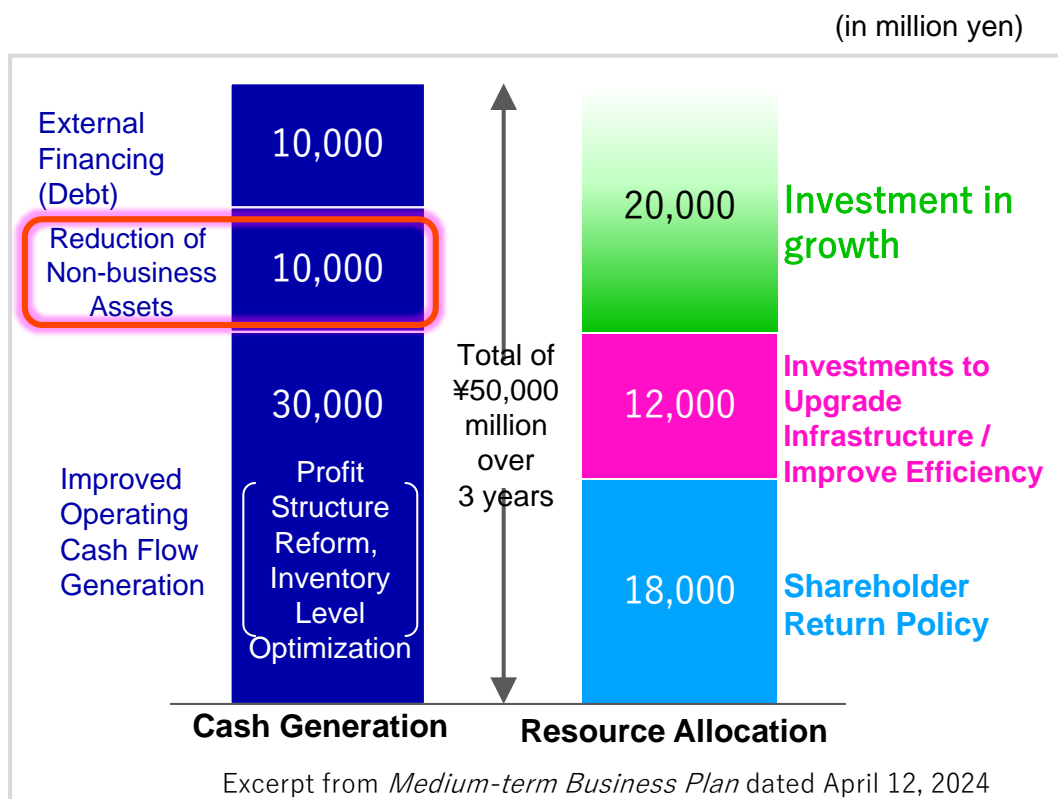 (in million yen)
External
Financing
(Debt)
10,000
Reduction of
Non-business
Assets
10,000
30,000
Improved
Operating
Cash Flow
Generation
Profit
Structure
Reform,
Inventory
Level
Optimization
Total of
¥50,000
million
over
3 years
20,000
Investment in
growth
12,000
Investments to
Upgrade
Infrastructure /
Improve Efficiency
18,000
Shareholder
Return Policy
Cash Generation
Resource Allocation
Excerpt from Medium-term Business Plan dated April 12, 2024